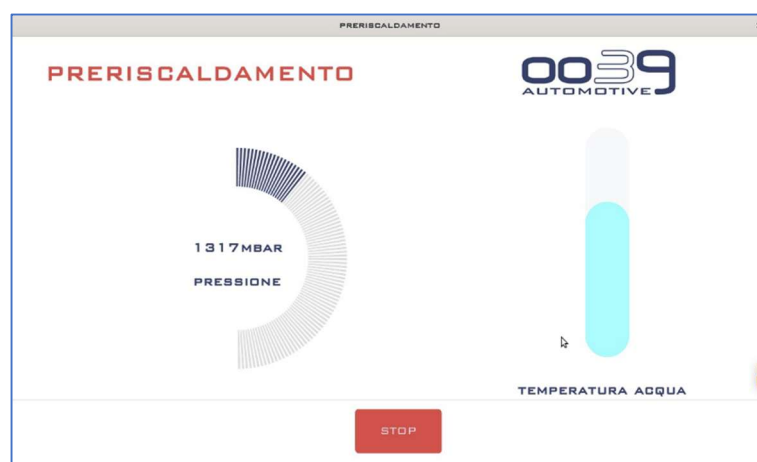 PRERISCALDAMENTO
PRERISCALDAMENTO
0039
AUTOMOTIVE
1317MBAR
PRESSIONE
TEMPERATURA ACQUA
STOP